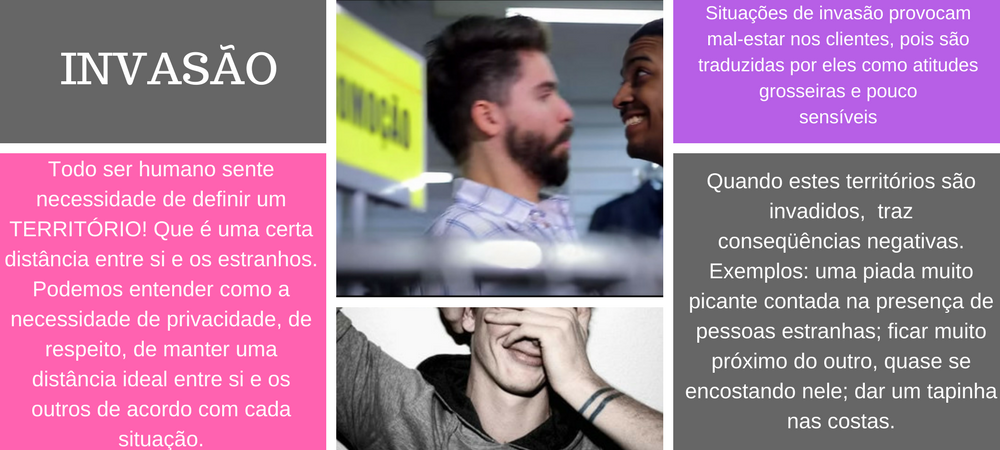 INVASÃO
Todo ser humano sente
necessidade de definir um
TERRITÓRIO! Que é uma certa
distância entre si e os estranhos.
Podemos entender como a
necessidade de privacidade, de
respeito, de manter uma
distância ideal entre si e os
outros de acordo com cada
situação.
OMOÇÃO
Situações de invasão provocam
mal-estar nos clientes, pois são
traduzidas por eles como atitudes
grosseiras e pouco
sensíveis
Quando estes territórios são
invadidos,  traz
conseqüências negativas.
Exemplos: uma piada muito
picante contada na presença de
pessoas estranhas; ficar muito
próximo do outro, quase se
encostando nele; dar um tapinha
nas costas.